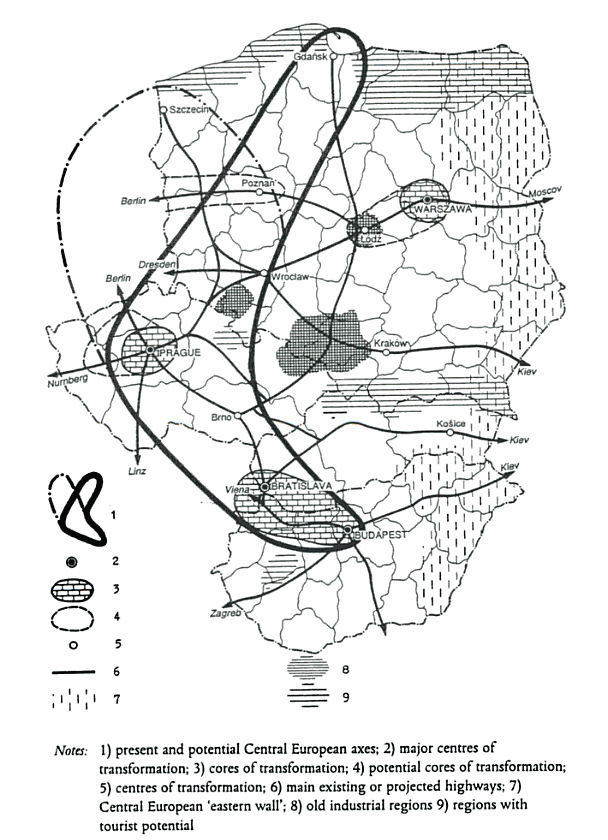 Gdańsk
Szczecin
Poznań
Berlin
Moscov
WARSZAWA
Łódź
Dresden
Berlin
Wrocław
PRAGUE
Kraków
Nurnberg
Kiev
Brno
Košice
Kiev
Linz
Kiev
Viena
BRATISLAVA
BUDAPEST
Zagreb
1
2
3
4
5
6
7
8
9
Notes: 1) present and potential Central European axes; 2) major centres of
transformation; 3) cores of transformation; 4) potential cores of transformation;
5) centres of transformation; 6) main existing or projected highways; 7)
Central European 'eastern wall'; 8) old industrial regions 9) regions with
tourist potential